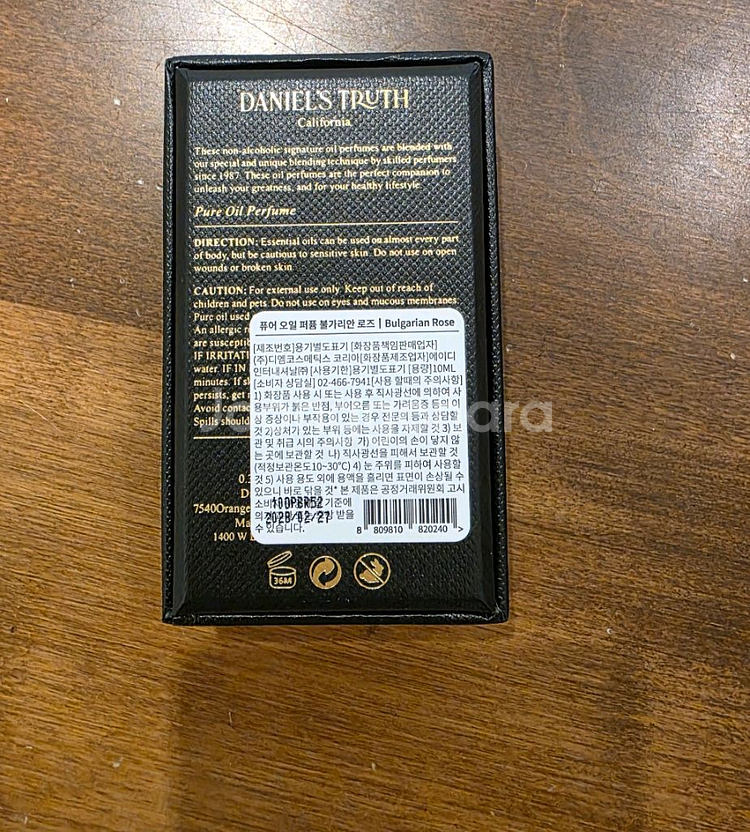 DANIEL'S TRUTH
California
These non-alcoholic signature oil perfumes are blended with
our special and unique blending technique by skilled perfumers
since 1987. These oil perfumes are the perfect companion to
unleash your greatness, and for your healthy lifestyle
Pure Oil Perfume
DIRECTION: Essential oils can be used on almost every part
of body, but be cautious to sensitive skin. Do not use on open
wounds or broken skin
CAUTION: For external use only. Keep out of reach of
children and pets. Do not use on eyes and mucous membranes.
Pure oil used
An allergic
are
IF
water. IF IN
minutes. If
persists, get
Avoid
Spills should
퓨어 오일 퍼퓸 불가리안 로즈 | Bulgarian Rose
[제조번호]용기별도표기 [화장품책임판매업자]
(주)디엠코스메틱스 코리아[화장품제조업자]에이디
인터내셔날㈜ [사용기한]용기별도표기 [용량]10ML
[소비자 상담실] 02-466-7941[사용 할때의 주의사항]
1) 화장품 사용 시 또는 사용 후 직사광선에 의하여 사
용부위가 붉은 반점, 부어오름 또는 가려움증 등의 이
상 증상이나 부작용이 있는 경우 전문의 등과 상담할
것 2)상처가 있는 부위 등에는 사용을 자제할 것 3) 보
관 및 취급 시의 주의사항 가) 어린이의 손이 닿지 않
는 곳에 보관할 것 나) 직사광선을 피해서 보관할 것
(적정보관온도10~30℃) 4) 눈 주위를 피하여 사용할
것 5) 사용 용도 외에 용액을 흘리면 표면이 손상될 수
있으니 바로 닦을 것* 본 제품은 공정거래위원회 고시
소비 기준에
의 받을
수 있습니다.
100PBR52
2028/02/27
8 809810 820240 >
7540Orange
1400 W
36M